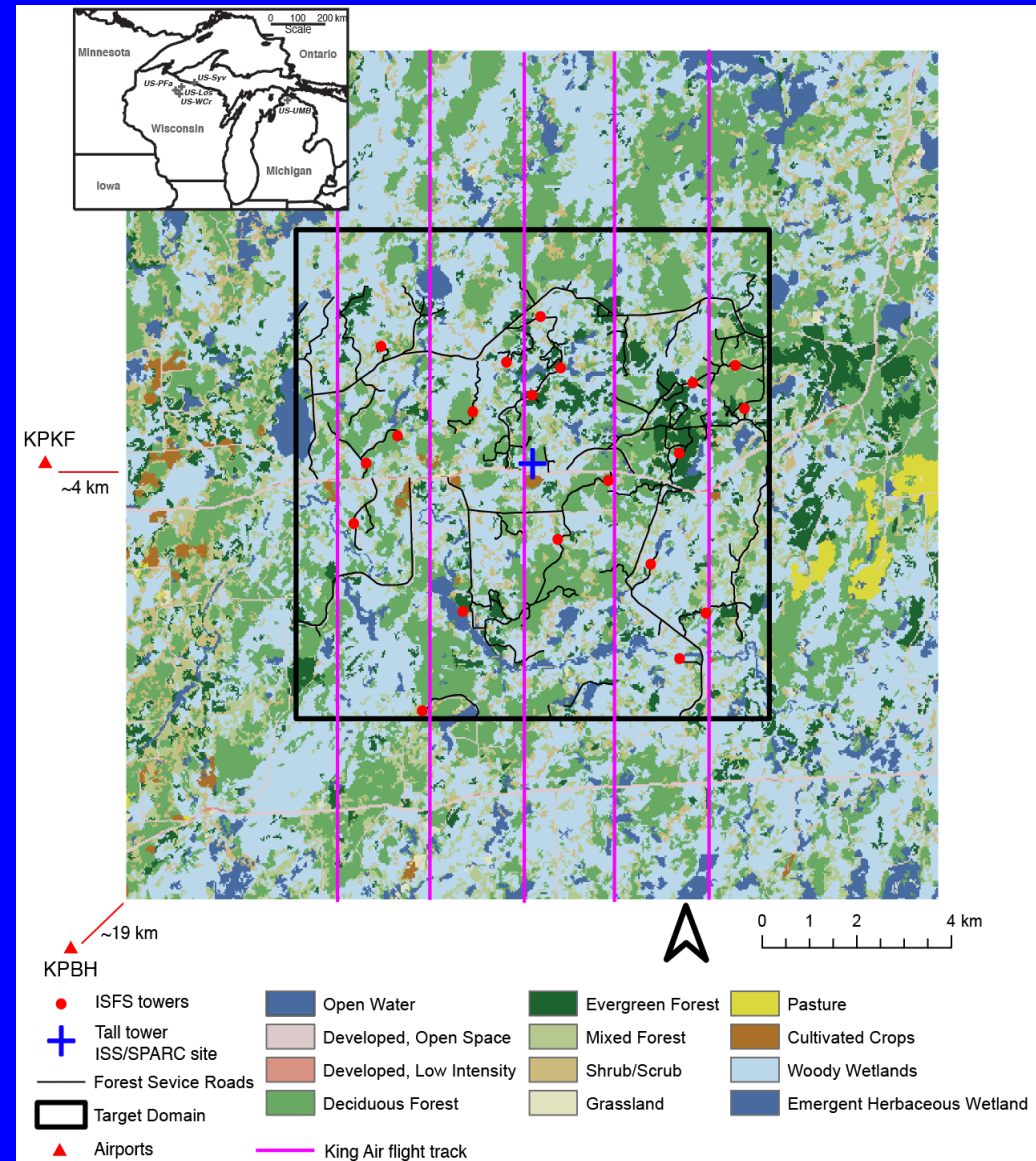 0 100 200 km
Scale
Minnesota
Ontario
US-Syv
US-PFa
US-Los
US-WCr
US-UMB
Wisconsin
Michigan
Iowa
KPKF
~4 km
~19 km
KPBH
0 1 2 4 km
ISFS towers
Tall tower
ISS/SPARC site
Forest Sevice Roads
Target Domain
Airports
Open Water
Developed, Open Space
Developed, Low Intensity
Deciduous Forest
King Air flight track
Evergreen Forest
Mixed Forest
Shrub/Scrub
Grassland
Pasture
Cultivated Crops
Woody Wetlands
Emergent Herbaceous Wetland